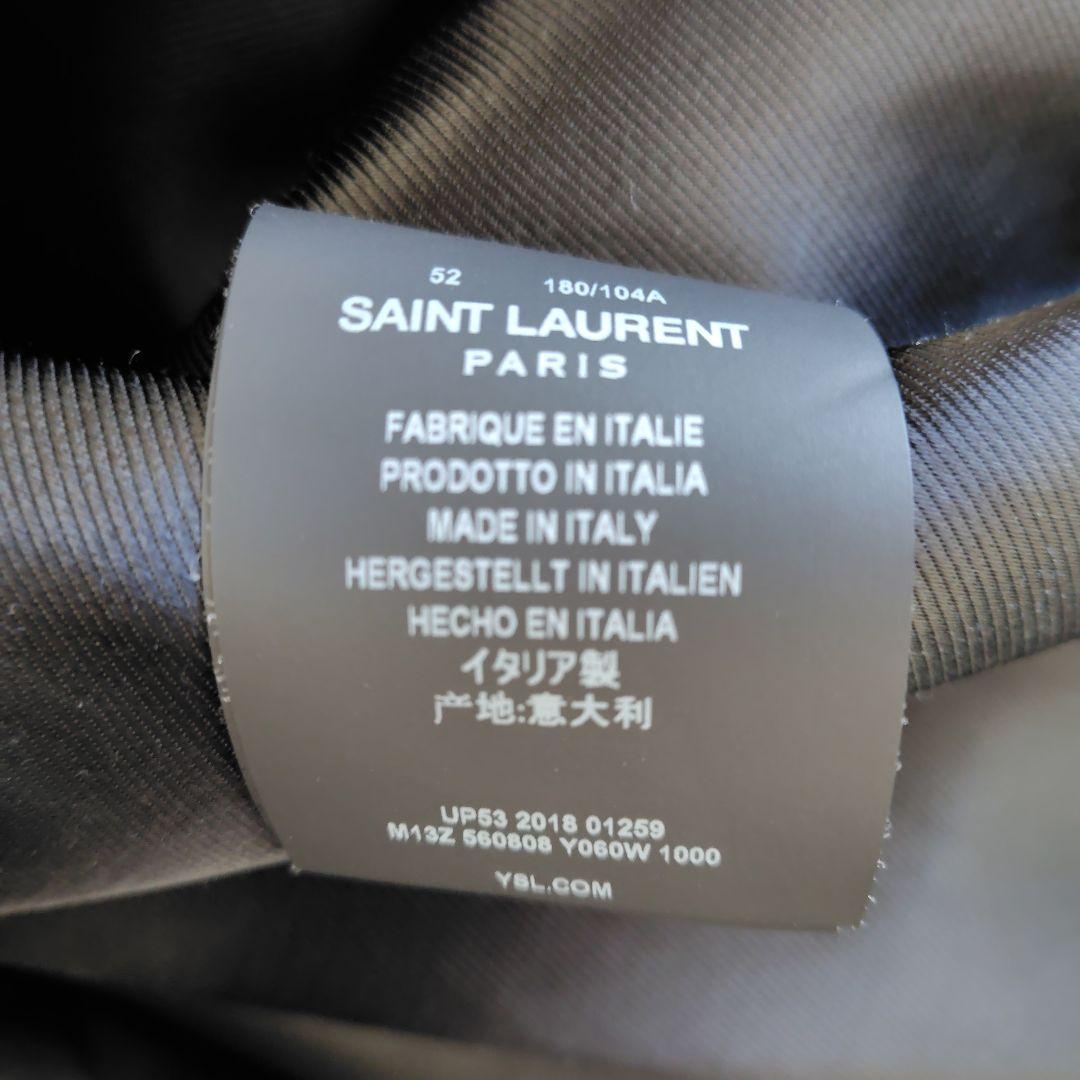 52 180/104A
SAINT LAURENT
PARIS
FABRIQUE EN ITALIE
PRODOTTO IN ITALIA
MADE IN ITALY
HERGESTELLT IN ITALIEN
HECHO EN ITALIA
イタリア製
产地:意大利
UP53 2018 01259
M13Z 560808 Y060W 1000
YSL.COM